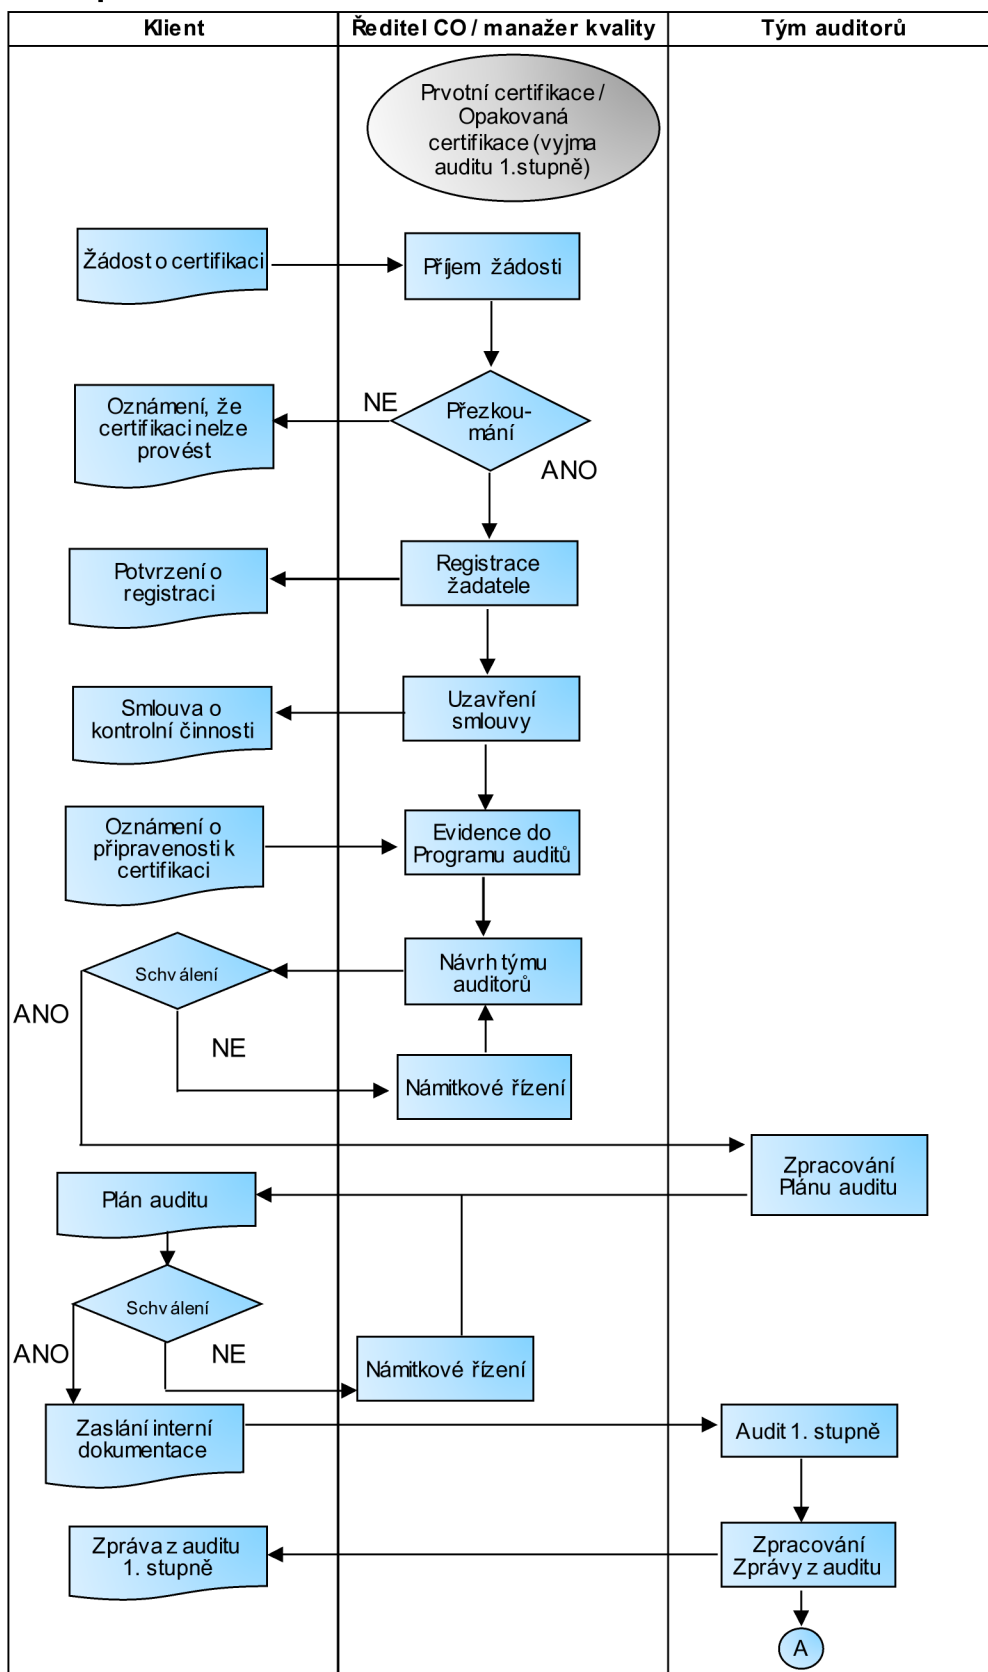 Klient
Ředitel CO / manažer kvality
Tým auditorů
Prvotní certifikace /
Opakovaná
certifikace (vyjma
auditu 1.stupně)
Žádost o certifikaci
Příjem žádosti
Oznámení, že
certifikaci nelze
provést
NE
Přezkou-
mání
ANO
Potvrzení o
registraci
Registrace
žadatele
Smlouva o
kontrolní činnosti
Uzavření
smlouvy
Oznámení o
připravenosti k
certifikaci
Evidence do
Programu auditů
Schválení
Návrh týmu
auditorů
ANO
NE
Námitkové řízení
Zpracování
Plánu auditu
Plán auditu
Schválení
ANO
NE
Námitkové řízení
Zaslání interní
dokumentace
Audit 1. stupně
Zpráva z auditu
1. stupně
Zpracování
Zprávy z auditu
A